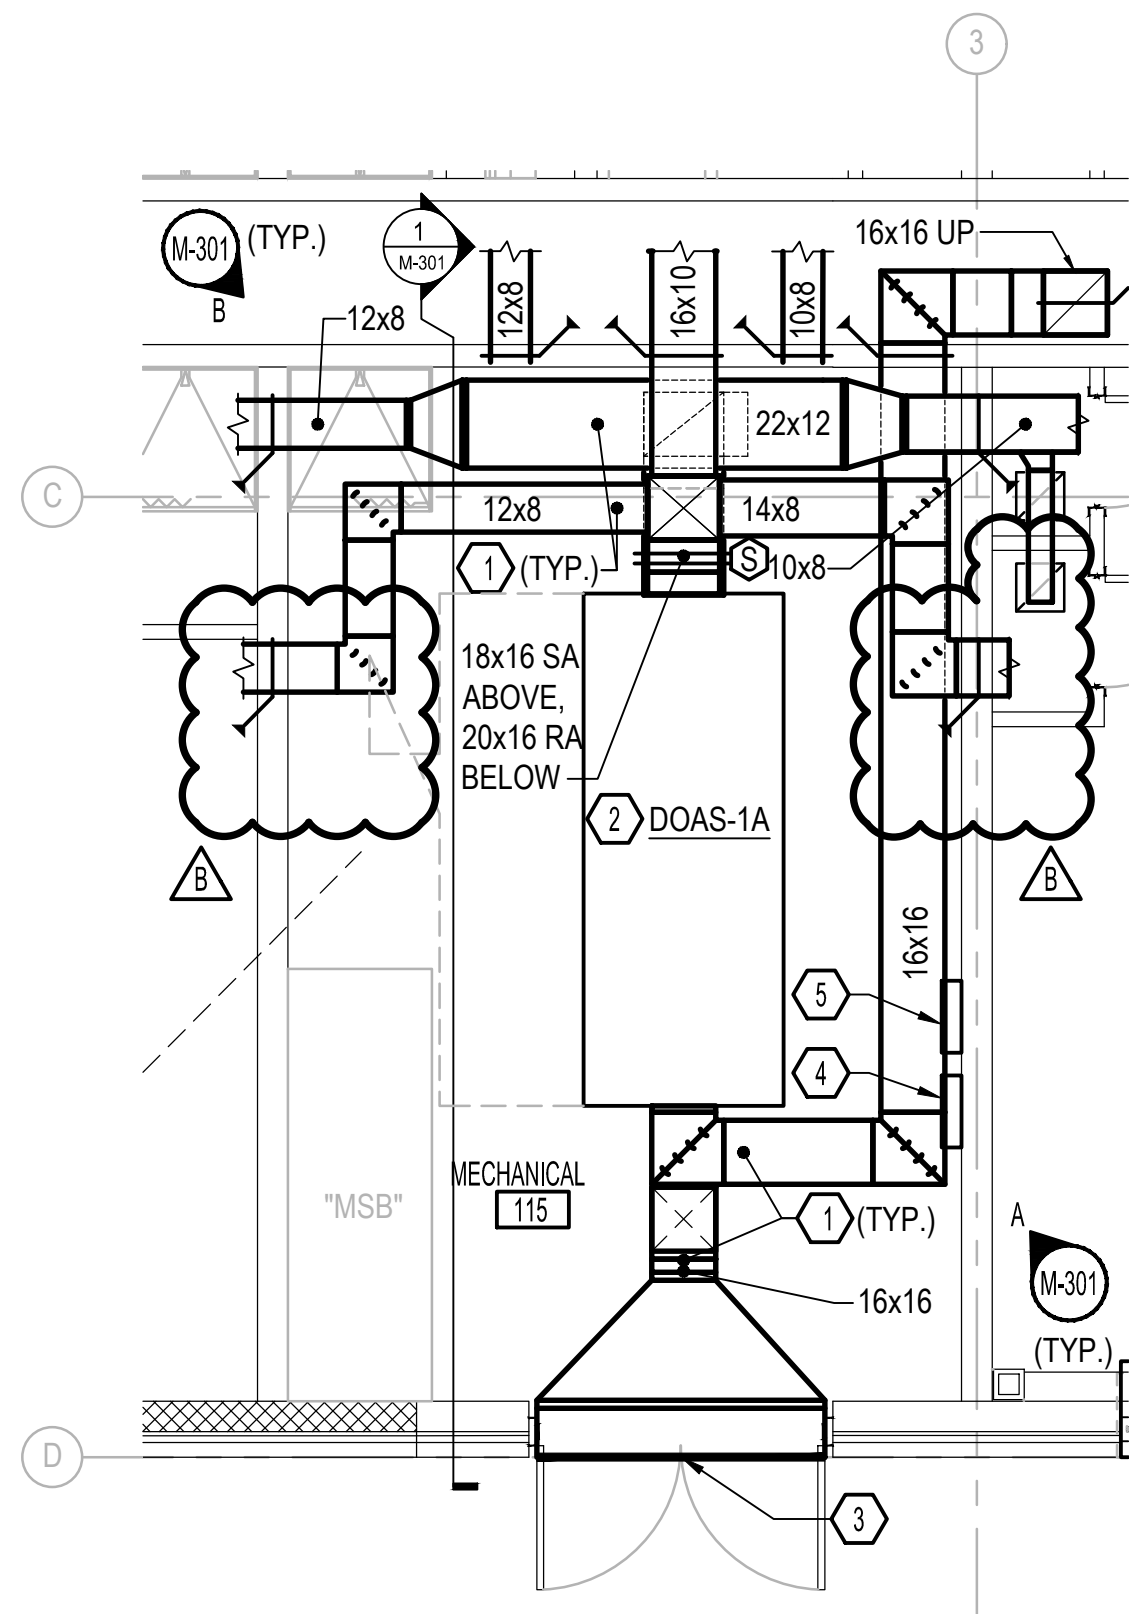 3
16x16 UP
M-301
(TYP.)
B
1
M-301
12x8
12x8
16x10
10x8
22x12
C
12x8
14x8
1
(TYP.)
S
10x8
18x16 SA
ABOVE,
20x16 RA
BELOW
2
DOAS-1A
B
B
16x16
5
4
MECHANICAL
115
"MSB"
1
(TYP.)
A
M-301
(TYP.)
16x16
D
3